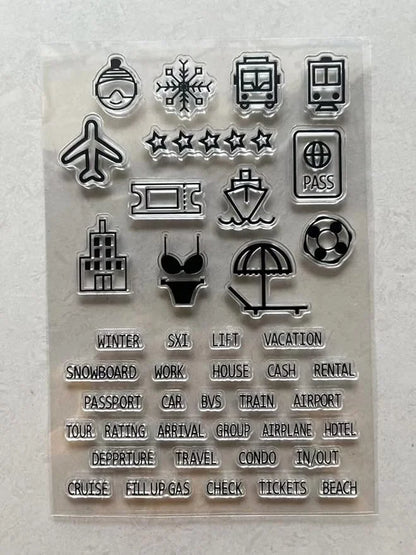 PASS
WINTER SXI LIFT VACATION
SNOWBOARD WORK HOUSE CASH RENTAL
PASSPORT CAR BVS TRAIN AIRPORT
TOUR RATING ARRIVAL GROUP AIRPLANE HOTEL
DEPPRTURE TRAVEL CONDO IN/OUT
CRUISE FILL UP GAS CHECK TICKETS BEACH